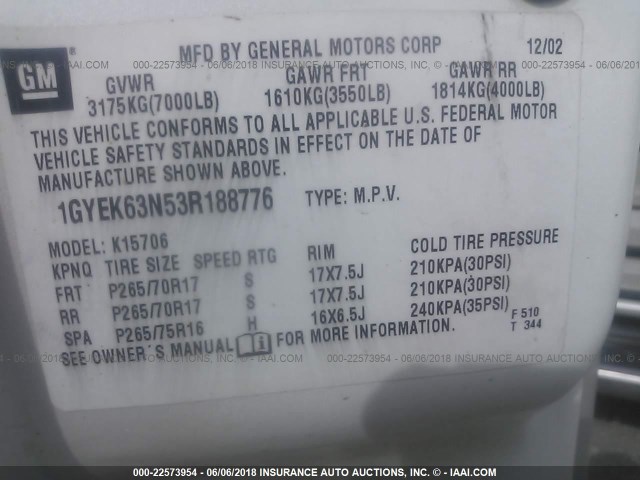 GM
MFD BY GENERAL MOTORS CORP 12/02
GVWR GAWR FRT GAWR RR
3175KG(7000LB) 1610KG(3550LB) 1814KG(4000LB)
THIS VEHICLE CONFORMS TO ALL APPLICABLE U.S. FEDERAL MOTOR
VEHICLE SAFETY STANDARDS IN EFFECT ON THE DATE OF
MANUFACTURE SHOWN ABOVE.
1GYEK63N53R188776 TYPE: M.P.V.
MODEL: K15706
KPNQ TIRE SIZE SPEED RTG RIM COLD TIRE PRESSURE
FRT P265/70R17 S 17X7.5J 210KPA(30PSI)
RR P265/70R17 S 17X7.5J 210KPA(30PSI)
SPA P265/75R16 H 16X6.5J 240KPA(35PSI)
F 510
T 344
SEE OWNER'S MANUAL i FOR MORE INFORMATION.
000-22573954 - 06/06/2018 INSURANCE AUTO AUCTIONS, INC. - IAAI.COM